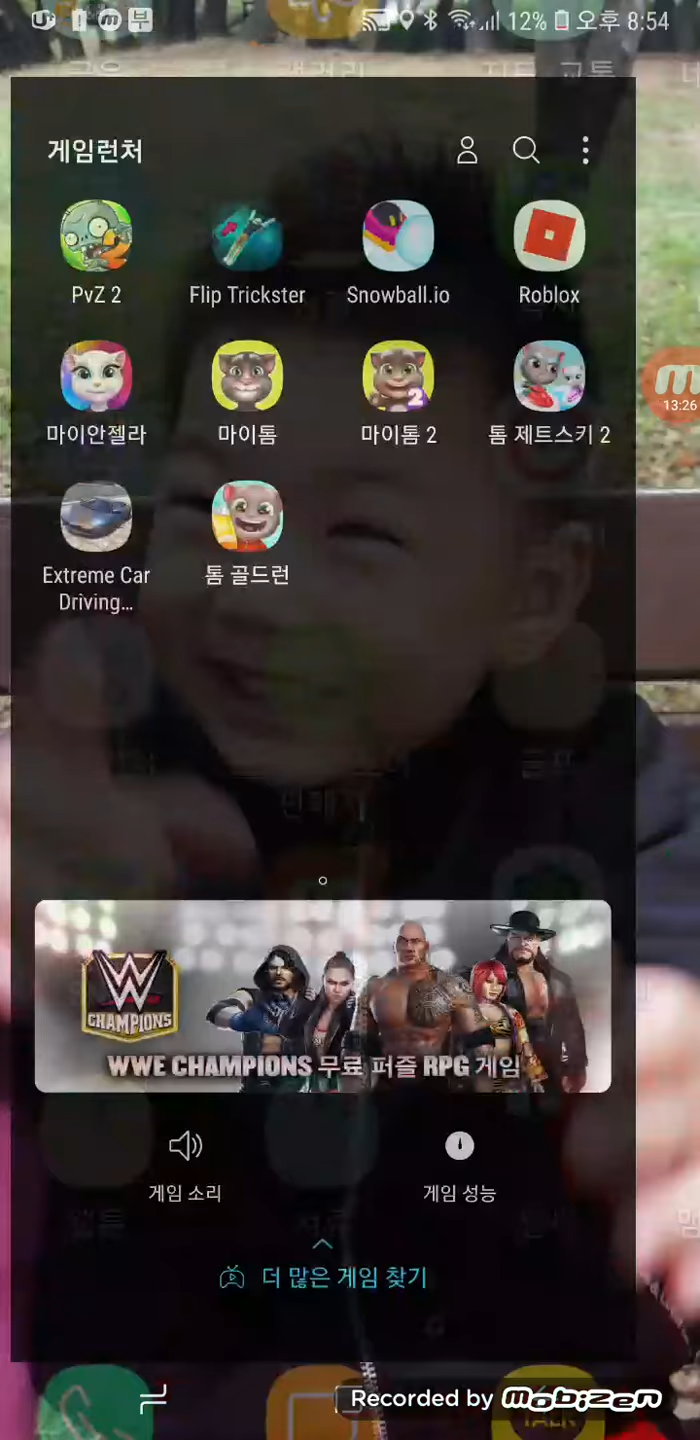 부 12% 오후 8:54
게임런처
PvZ 2 Flip Trickster Snowball.io Roblox
마이안젤라 마이톰 마이톰 2 톰 제트스키 2
13:26
2
Extreme Car
Driving... 톰 골드런
W
CHAMPIONS
WWE CHAMPIONS 무료 퍼즐 RPG 게임
게임 소리 게임 성능
더 많은 게임 찾기
Recorded by mobizen
TALK